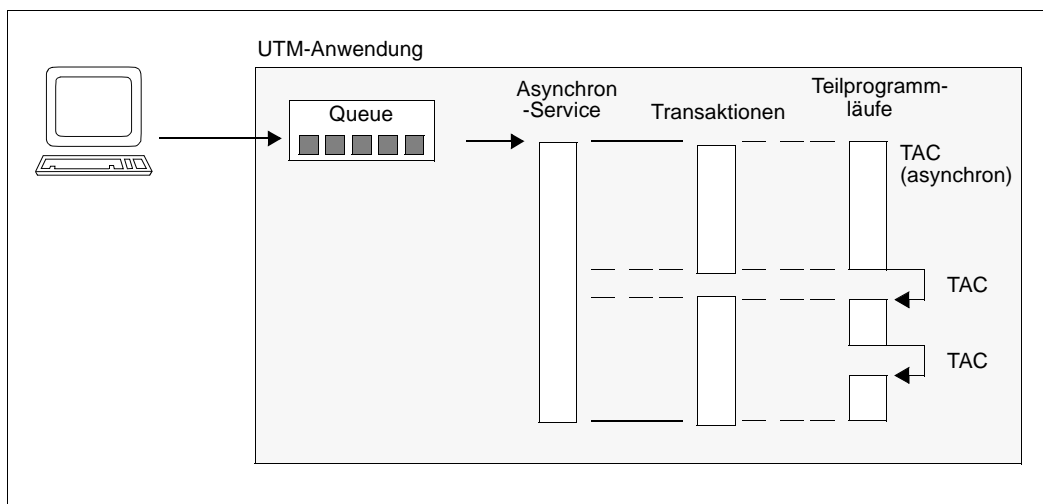 UTM-Anwendung
Queue
Asynchron
-Service
Transaktionen
Teilprogramm-
läufe
TAC
(asynchron)
TAC
TAC